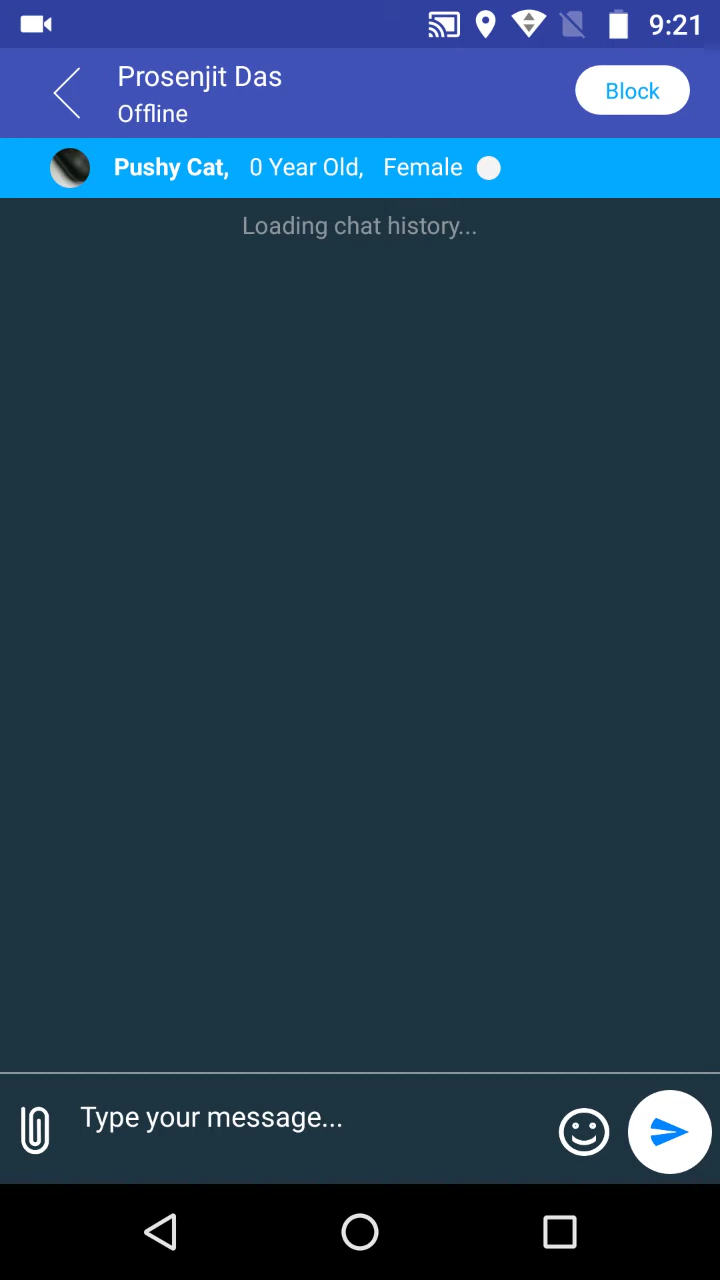 9:21
Prosenjit Das
Offline
Block
Pushy Cat, 0 Year Old, Female
Loading chat history...
Type your message...